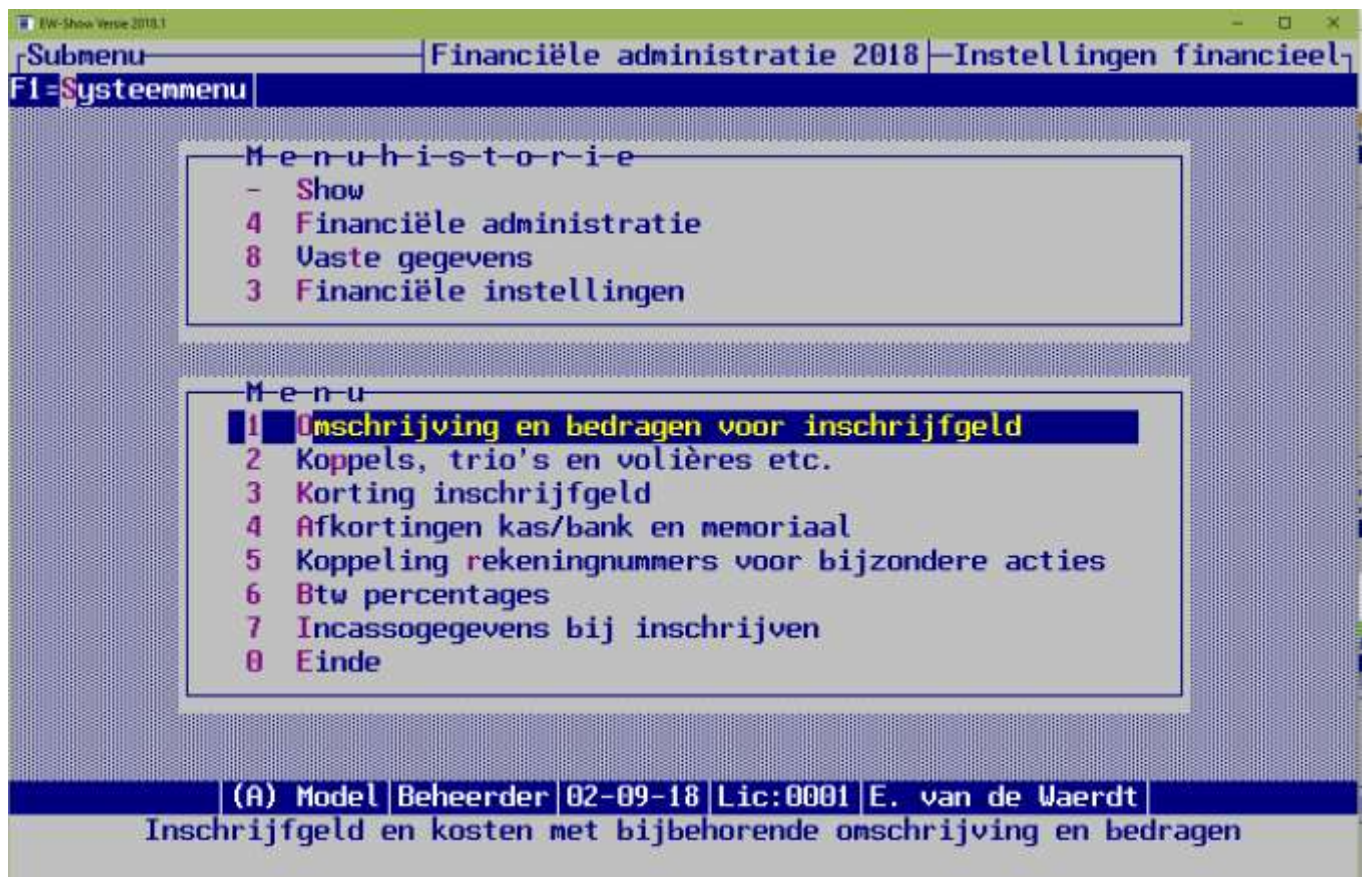 EW-Show Versie 2018.1
Submenu Financiële administratie 2018 Instellingen financieel
F1=Systeemmenu
Menuhistorie
- Show
4 Financiële administratie
8 Vaste gegevens
3 Financiële instellingen
Menu
1 Omschrijving en bedragen voor inschrijfgeld
2 Koppels, trio's en volières etc.
3 Korting inschrijfgeld
4 Afkortingen kas/bank en memoriaal
5 Koppeling rekeningnummers voor bijzondere acties
6 Btw percentages
7 Incassogegevens bij inschrijven
0 Einde
(A) Model Beheerder 02-09-18 Lic:0001 E. van de Waerdt
Inschrijfgeld en kosten met bijbehorende omschrijving en bedragen